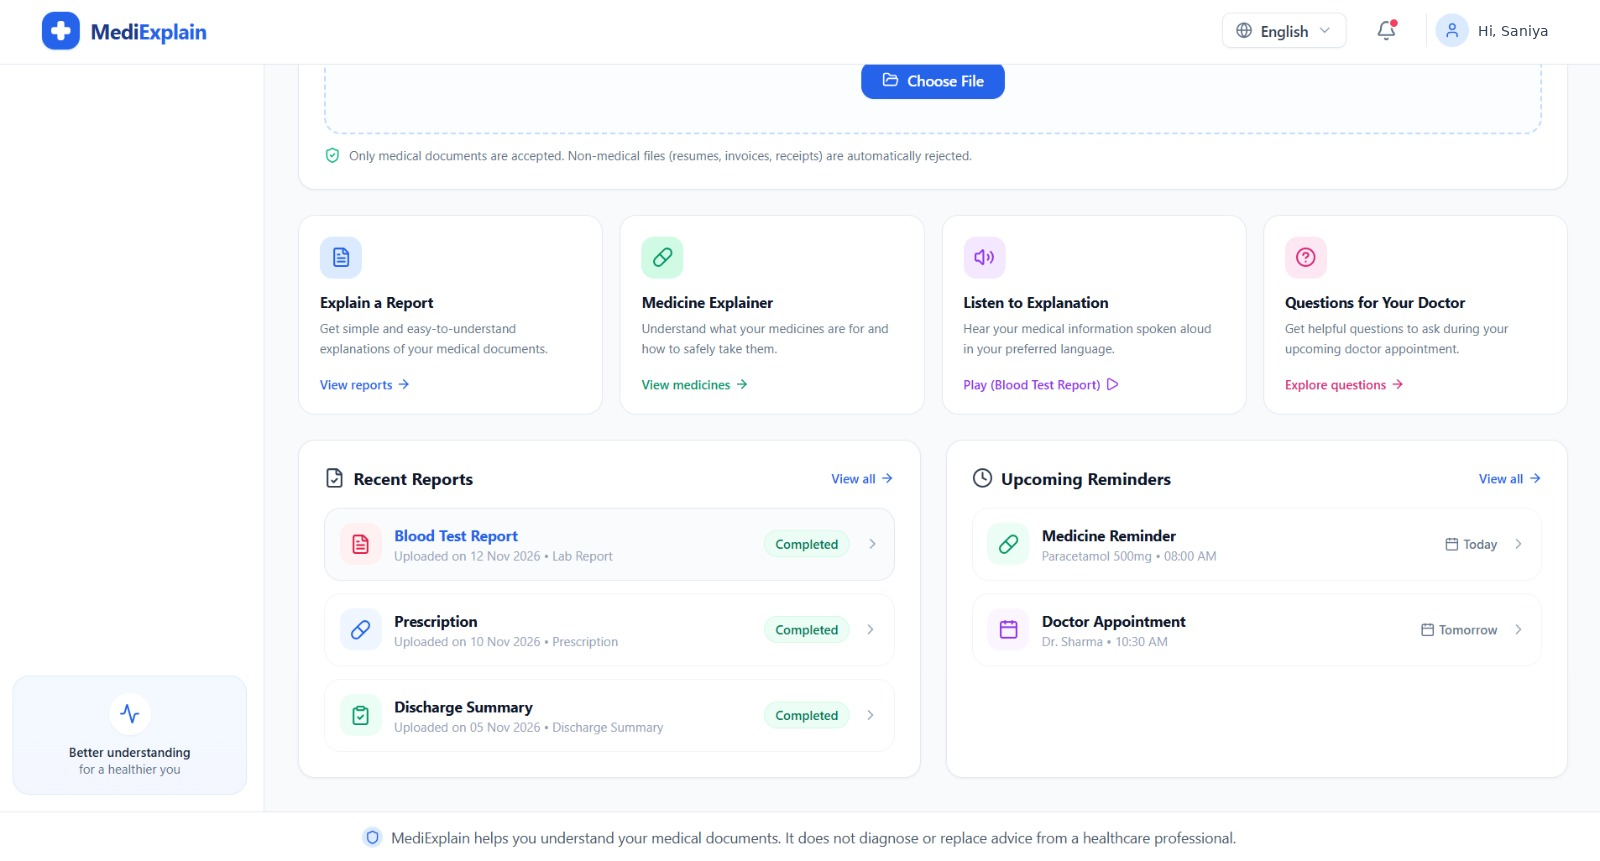 MediExplain
English
Hi, Saniya
Choose File
Only medical documents are accepted. Non-medical files (resumes, invoices, receipts) are automatically rejected.
Explain a Report
Get simple and easy-to-understand
explanations of your medical documents.
View reports
Medicine Explainer
Understand what your medicines are for and
how to safely take them.
View medicines
Listen to Explanation
Hear your medical information spoken aloud
in your preferred language.
Play (Blood Test Report)
Questions for Your Doctor
Get helpful questions to ask during your
upcoming doctor appointment.
Explore questions
Recent Reports
View all
Blood Test Report
Uploaded on 12 Nov 2026 • Lab Report
Completed
Prescription
Uploaded on 10 Nov 2026 • Prescription
Completed
Discharge Summary
Uploaded on 05 Nov 2026 • Discharge Summary
Completed
Upcoming Reminders
View all
Medicine Reminder
Paracetamol 500mg • 08:00 AM
Today
Doctor Appointment
Dr. Sharma • 10:30 AM
Tomorrow
Better understanding
for a healthier you
MediExplain helps you understand your medical documents. It does not diagnose or replace advice from a healthcare professional.